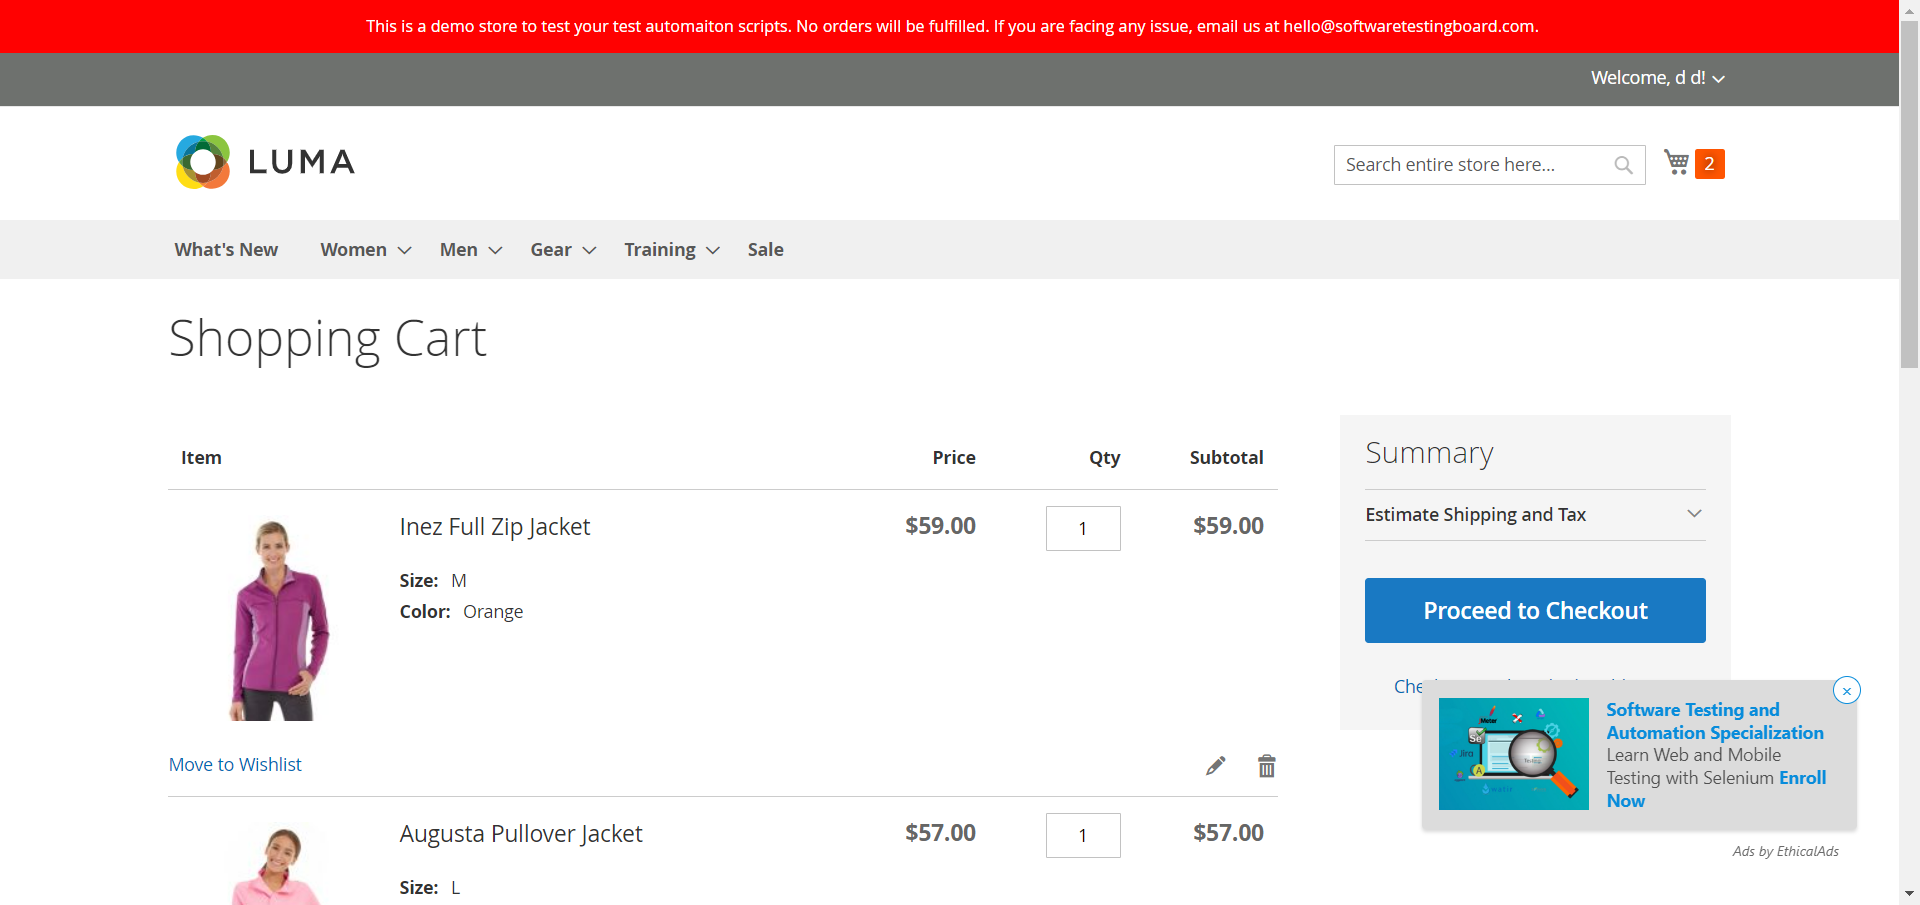 This is a demo store to test your test automaiton scripts. No orders will be fulfilled. If you are facing any issue, email us at hello@softwaretestingboard.com.
Welcome, d d!
LUMA
Search entire store here...
2
What's New Women Men Gear Training Sale
Shopping Cart
Item Price Qty Subtotal
Inez Full Zip Jacket $59.00 1 $59.00
Size: M
Color: Orange
Move to Wishlist
Augusta Pullover Jacket $57.00 1 $57.00
Size: L
Summary
Estimate Shipping and Tax
Proceed to Checkout
Software Testing and
Automation Specialization
Learn Web and Mobile
Testing with Selenium Enroll
Now
Ads by EthicalAds